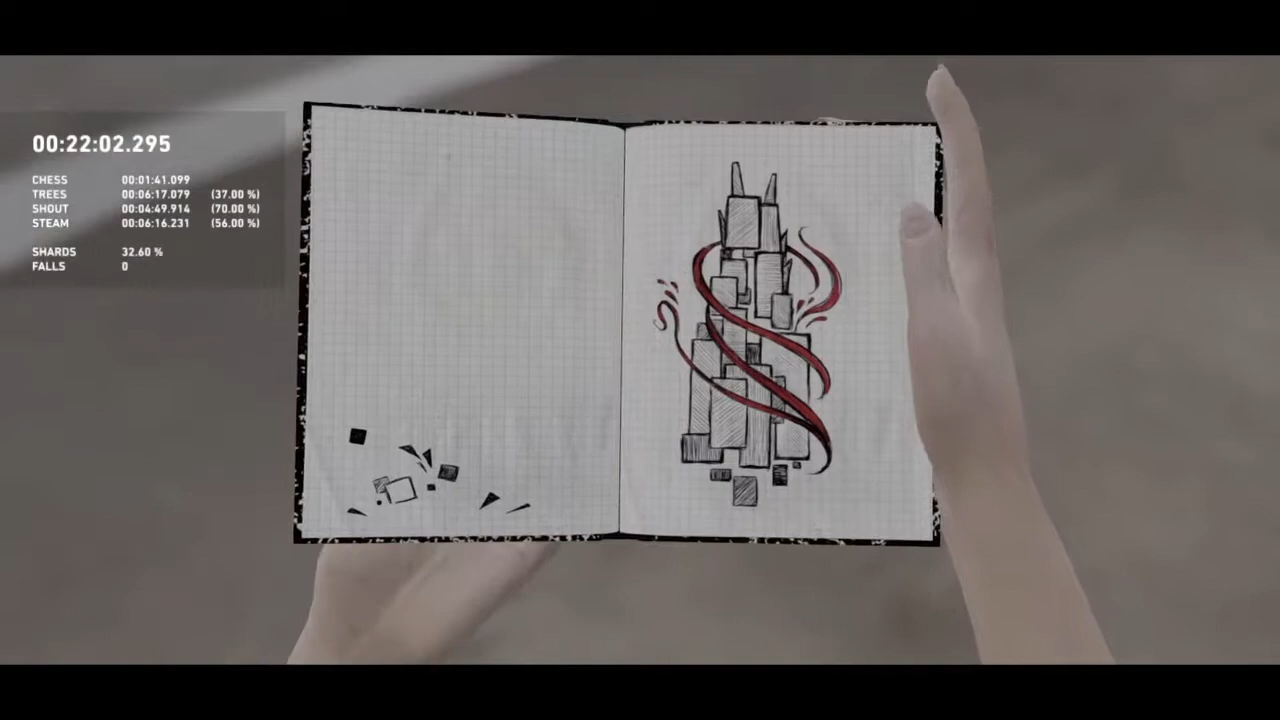 00:22:02.295
CHESS 00:01:41.099
TREES 00:06:17.079 (37.00 %)
SHOUT 00:04:49.914 (70.00 %)
STEAM 00:06:16.231 (56.00 %)
SHARDS 32.60 %
FALLS 0